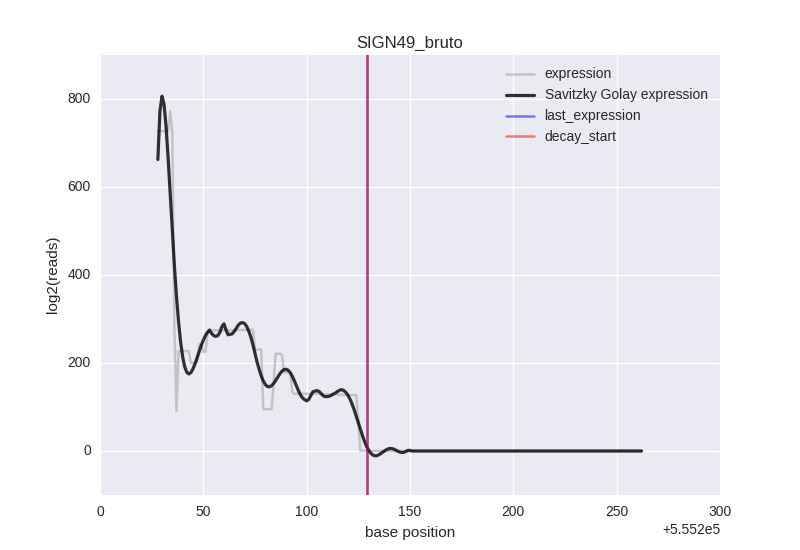 SIGN49_bruto
expression
Savitzky Golay expression
last_expression
decay_start
log2(reads)
800
600
400
200
0
0 50 100 150 200 250 300
+5.552e5
base position